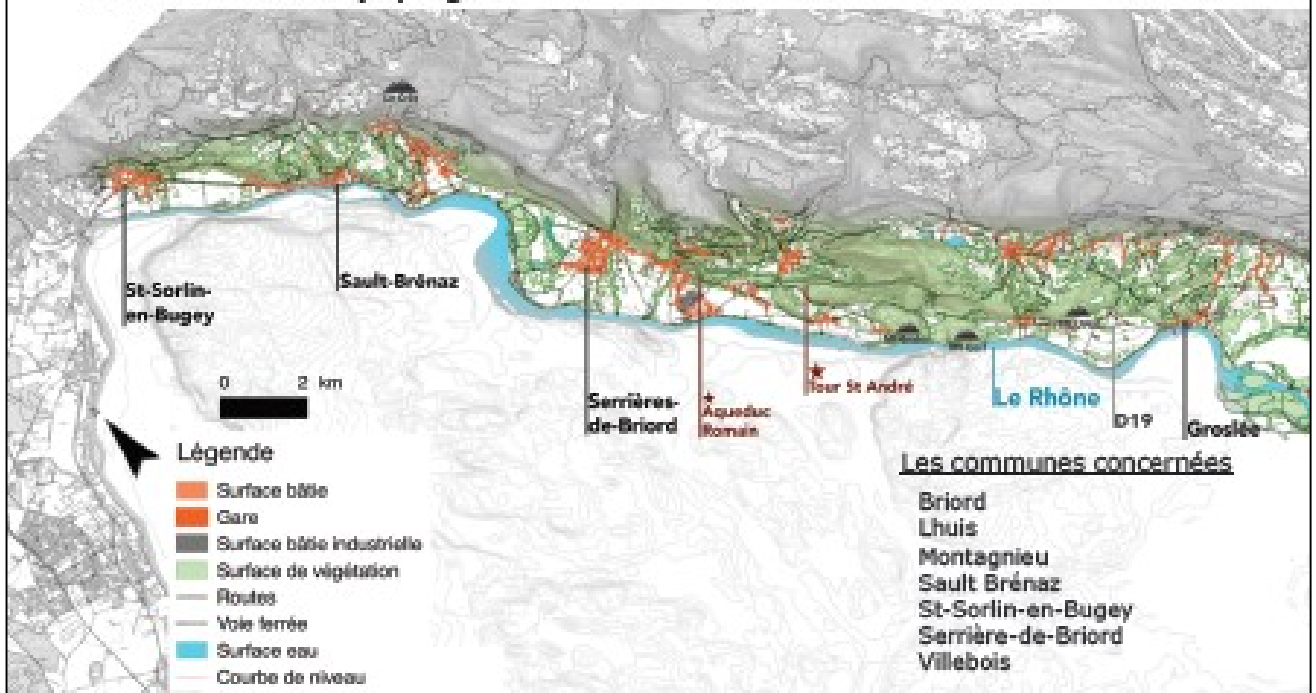 St-Sorlin-
en-Bugey
Sault-Brénaz
Serrières-
de-Briord
Aqueduc
Romain
Tour St André
Le Rhône
D19
Groslée
0 2 km
Légende
Surface bâtie
Gare
Surface bâtie industrielle
Surface de végétation
Routes
Voie ferrée
Surface eau
Courbe de niveau
Les communes concernées
Briord
Lhuis
Montagnieu
Sault Brénaz
St-Sorlin-en-Bugey
Serrière-de-Briord
Villebois